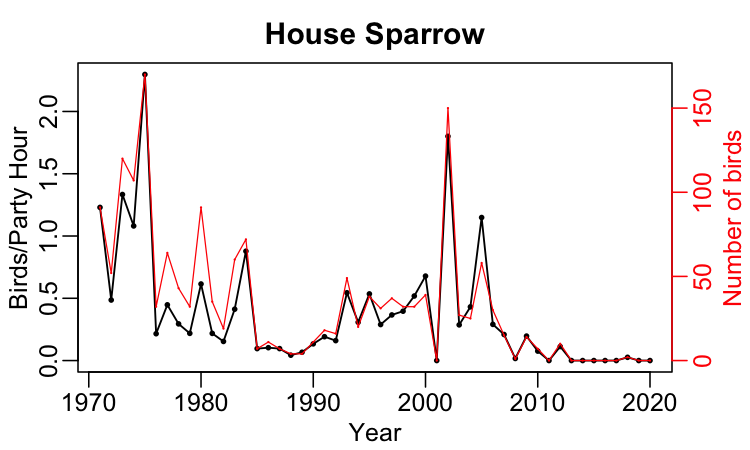 House Sparrow
Birds/Party Hour
0.0 0.5 1.0 1.5 2.0
1970 1980 1990 2000 2010 2020
Year
0 50 100 150
Number of birds